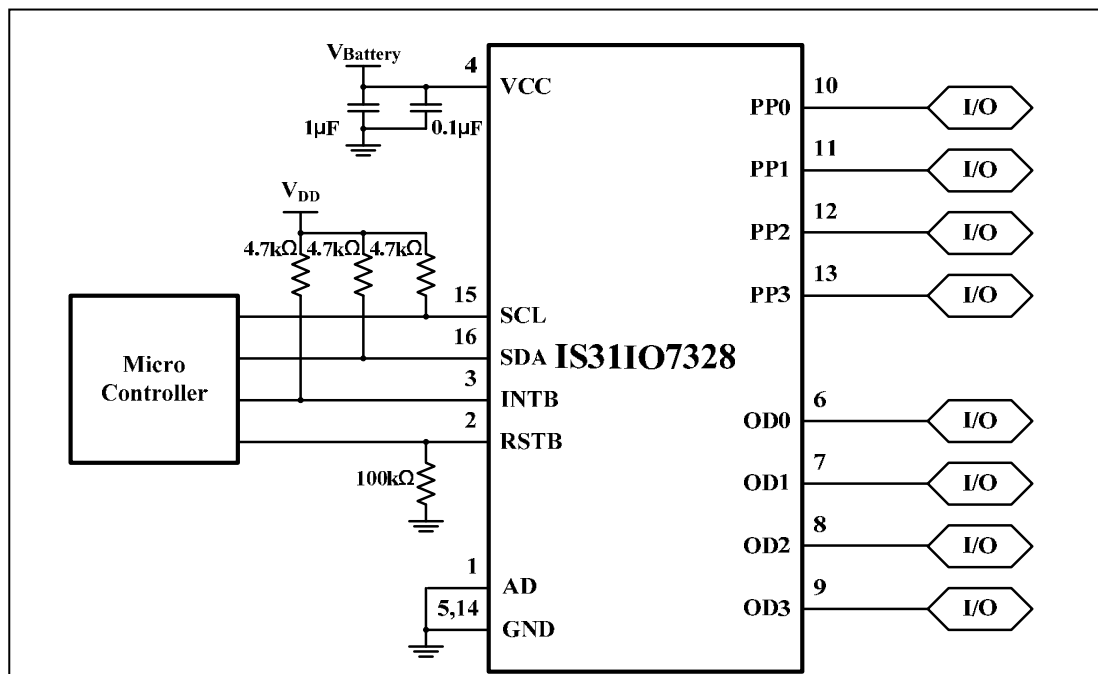 VBattery
4
VCC
1µF
0.1µF
VDD
4.7kΩ 4.7kΩ 4.7kΩ
15
SCL
16
SDA
3
INTB
2
RSTB
Micro
Controller
100kΩ
1
AD
5,14
GND
IS31IO7328
10
PP0
I/O
11
PP1
I/O
12
PP2
I/O
13
PP3
I/O
6
OD0
I/O
7
OD1
I/O
8
OD2
I/O
9
OD3
I/O